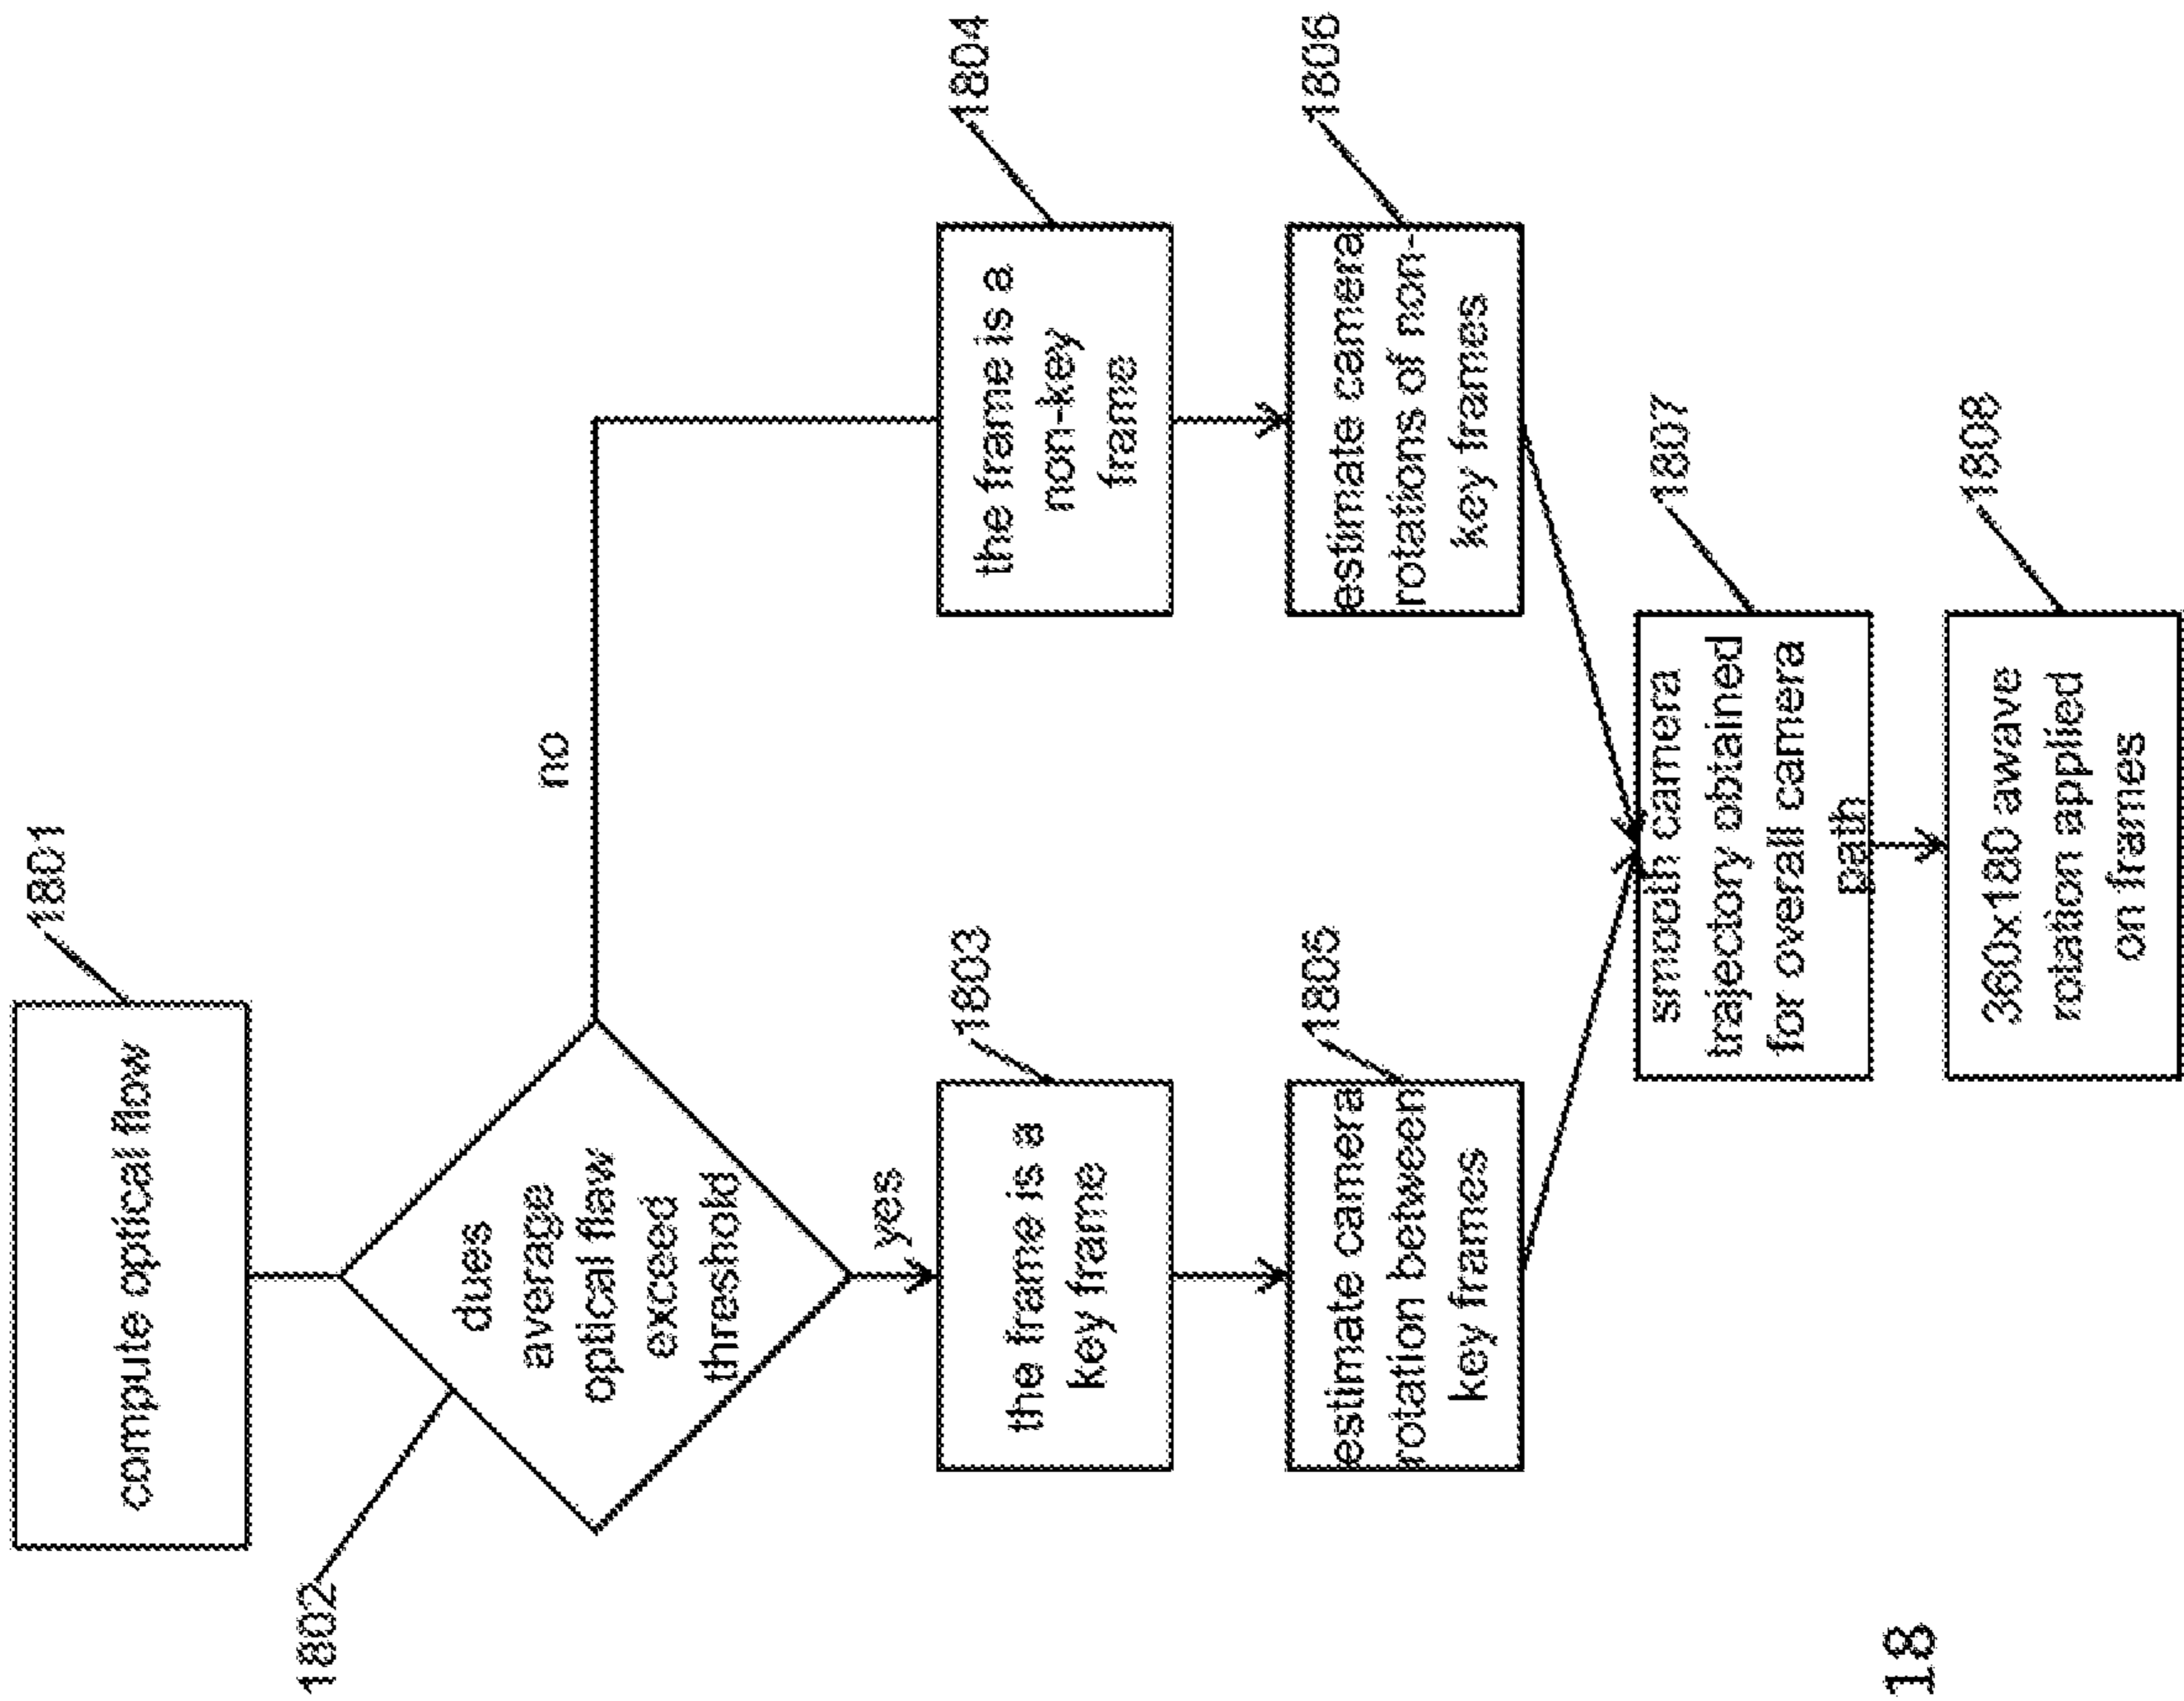 1801
compute optical flow
1802
dues
average
optical flaw
exceed
threshold
no
yes
1803
the frame is a
key frame
1804
the frame is a
non-key
frame
1805
estimate camera
rotation between
key frames
1806
estimate camera
rotations of non-
key frames
1807
smooth camera
trajectory obtained
for overall camera
path
1808
360x180 awave
rotation applied
on frames
18